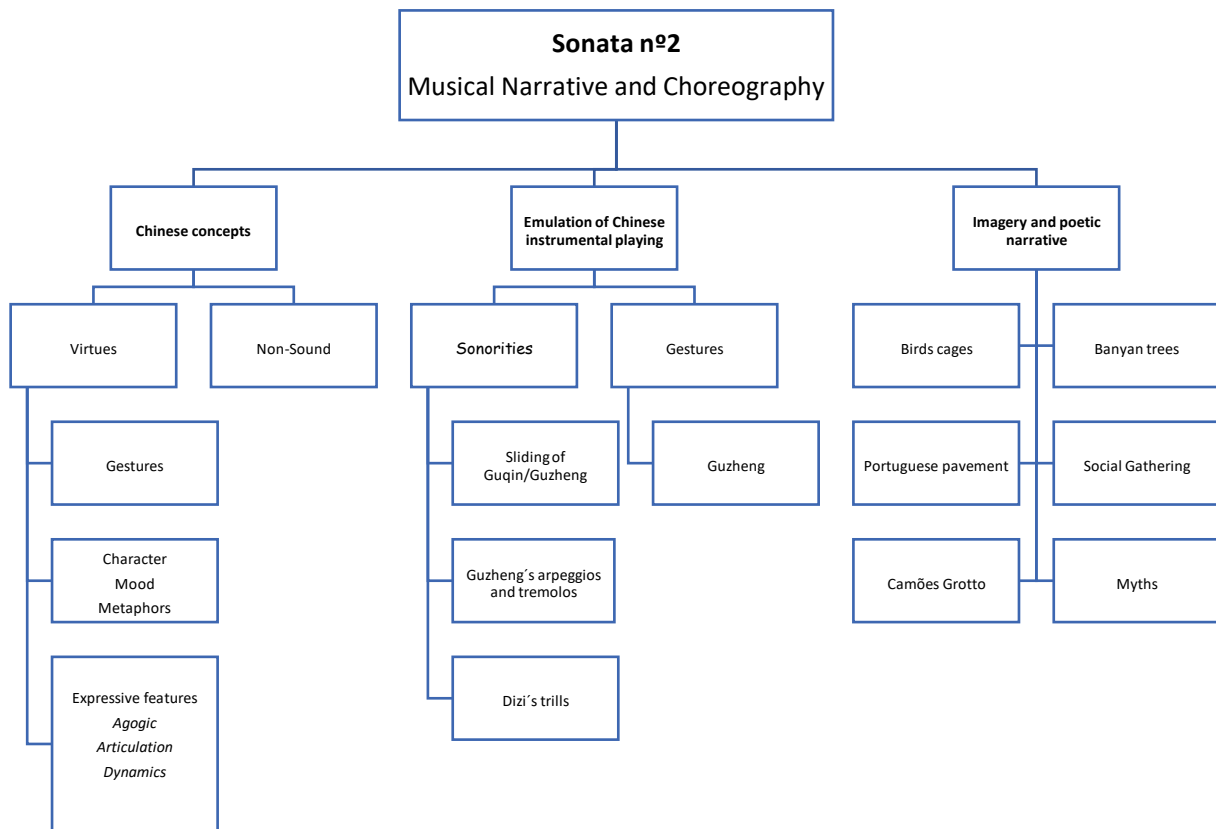 Sonata nº2
Musical Narrative and Choreography
Chinese concepts
Emulation of Chinese
instrumental playing
Imagery and poetic
narrative
Virtues
Non-Sound
Sonorities
Gestures
Birds cages
Banyan trees
Gestures
Sliding of
Guqin/Guzheng
Guzheng
Portuguese pavement
Social Gathering
Character
Mood
Metaphors
Guzheng´s arpeggios
and tremolos
Camões Grotto
Myths
Expressive features
Agogic
Articulation
Dynamics
Dizi´s trills